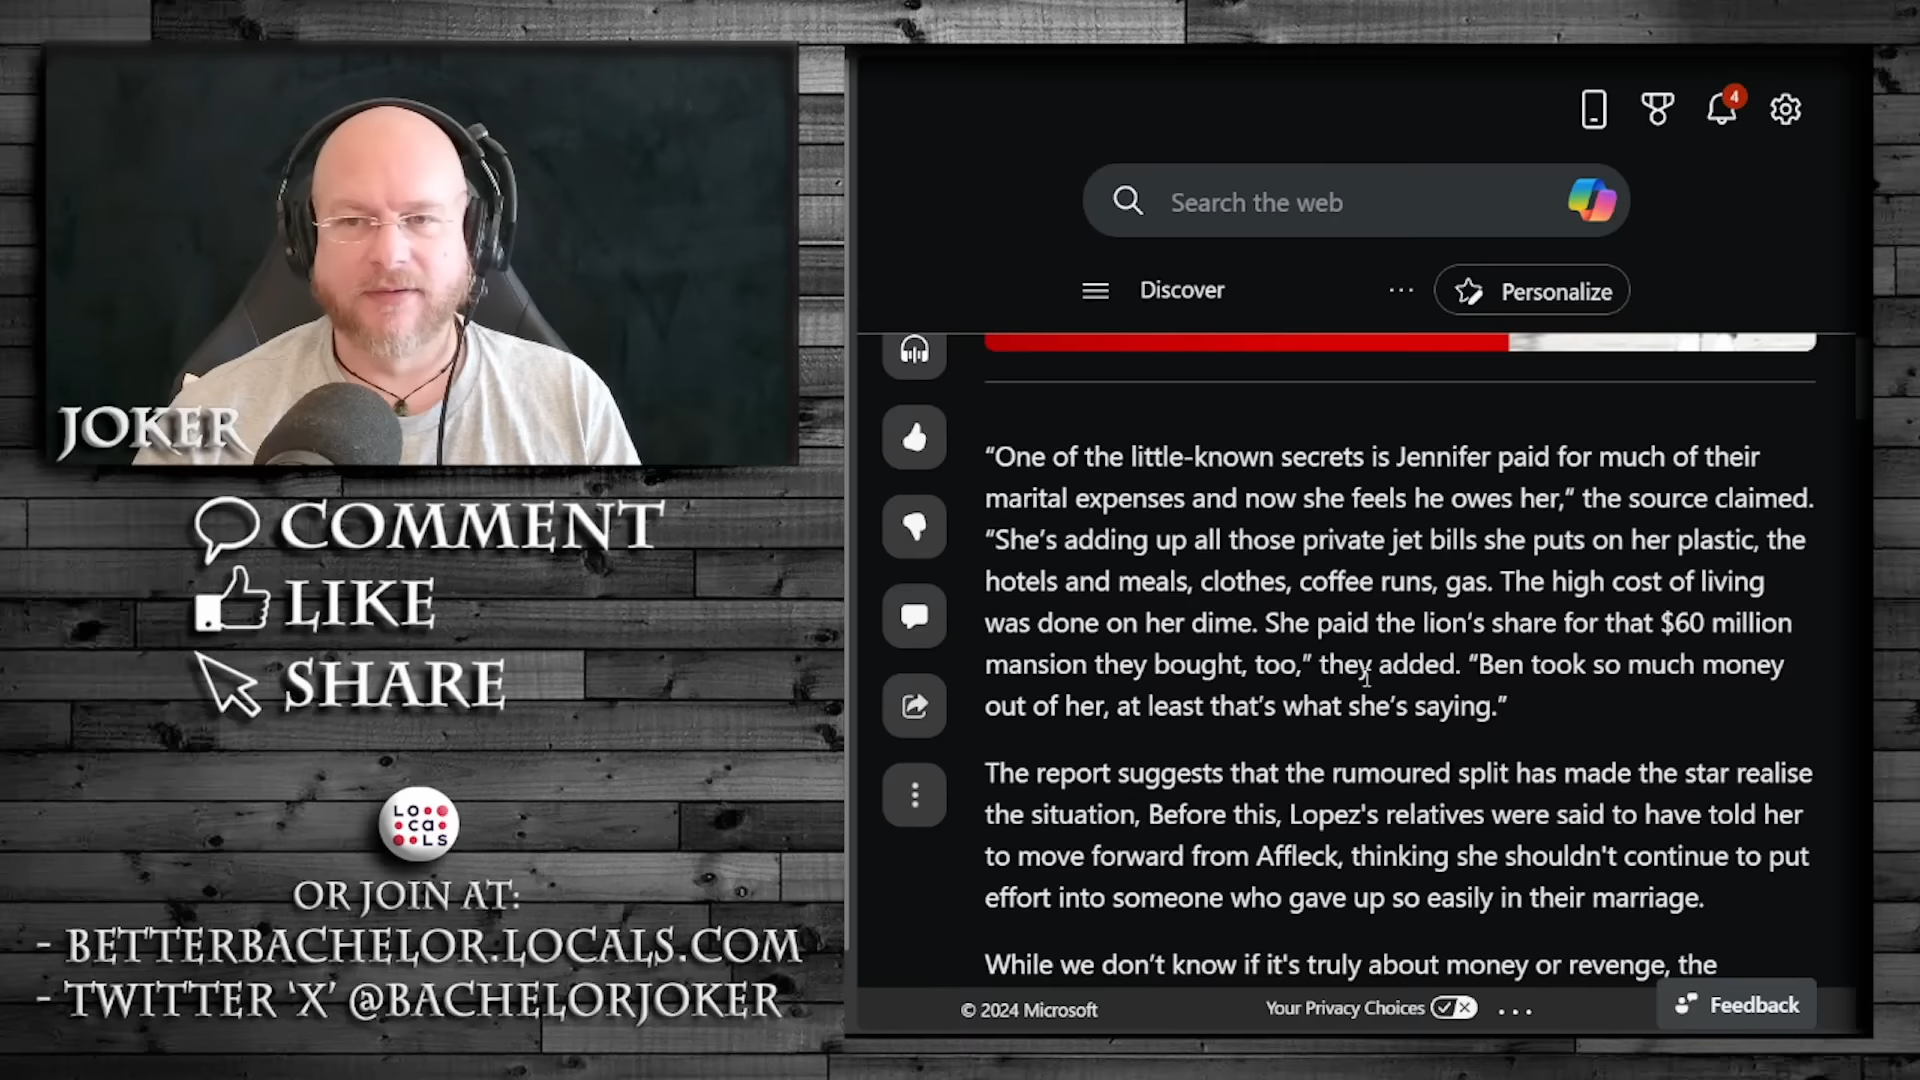 JOKER
COMMENT
LIKE
SHARE
LOCALS
OR JOIN AT:
- BETTERBACHELOR.LOCALS.COM
- TWITTER 'X' @BACHELORJOKER
4
Search the web
Discover
Personalize
“One of the little-known secrets is Jennifer paid for much of their
marital expenses and now she feels he owes her,” the source claimed.
“She’s adding up all those private jet bills she puts on her plastic, the
hotels and meals, clothes, coffee runs, gas. The high cost of living
was done on her dime. She paid the lion’s share for that $60 million
mansion they bought, too,” they added. “Ben took so much money
out of her, at least that’s what she’s saying.”
The report suggests that the rumoured split has made the star realise
the situation, Before this, Lopez's relatives were said to have told her
to move forward from Affleck, thinking she shouldn't continue to put
effort into someone who gave up so easily in their marriage.
While we don’t know if it's truly about money or revenge, the
© 2024 Microsoft
Your Privacy Choices
Feedback